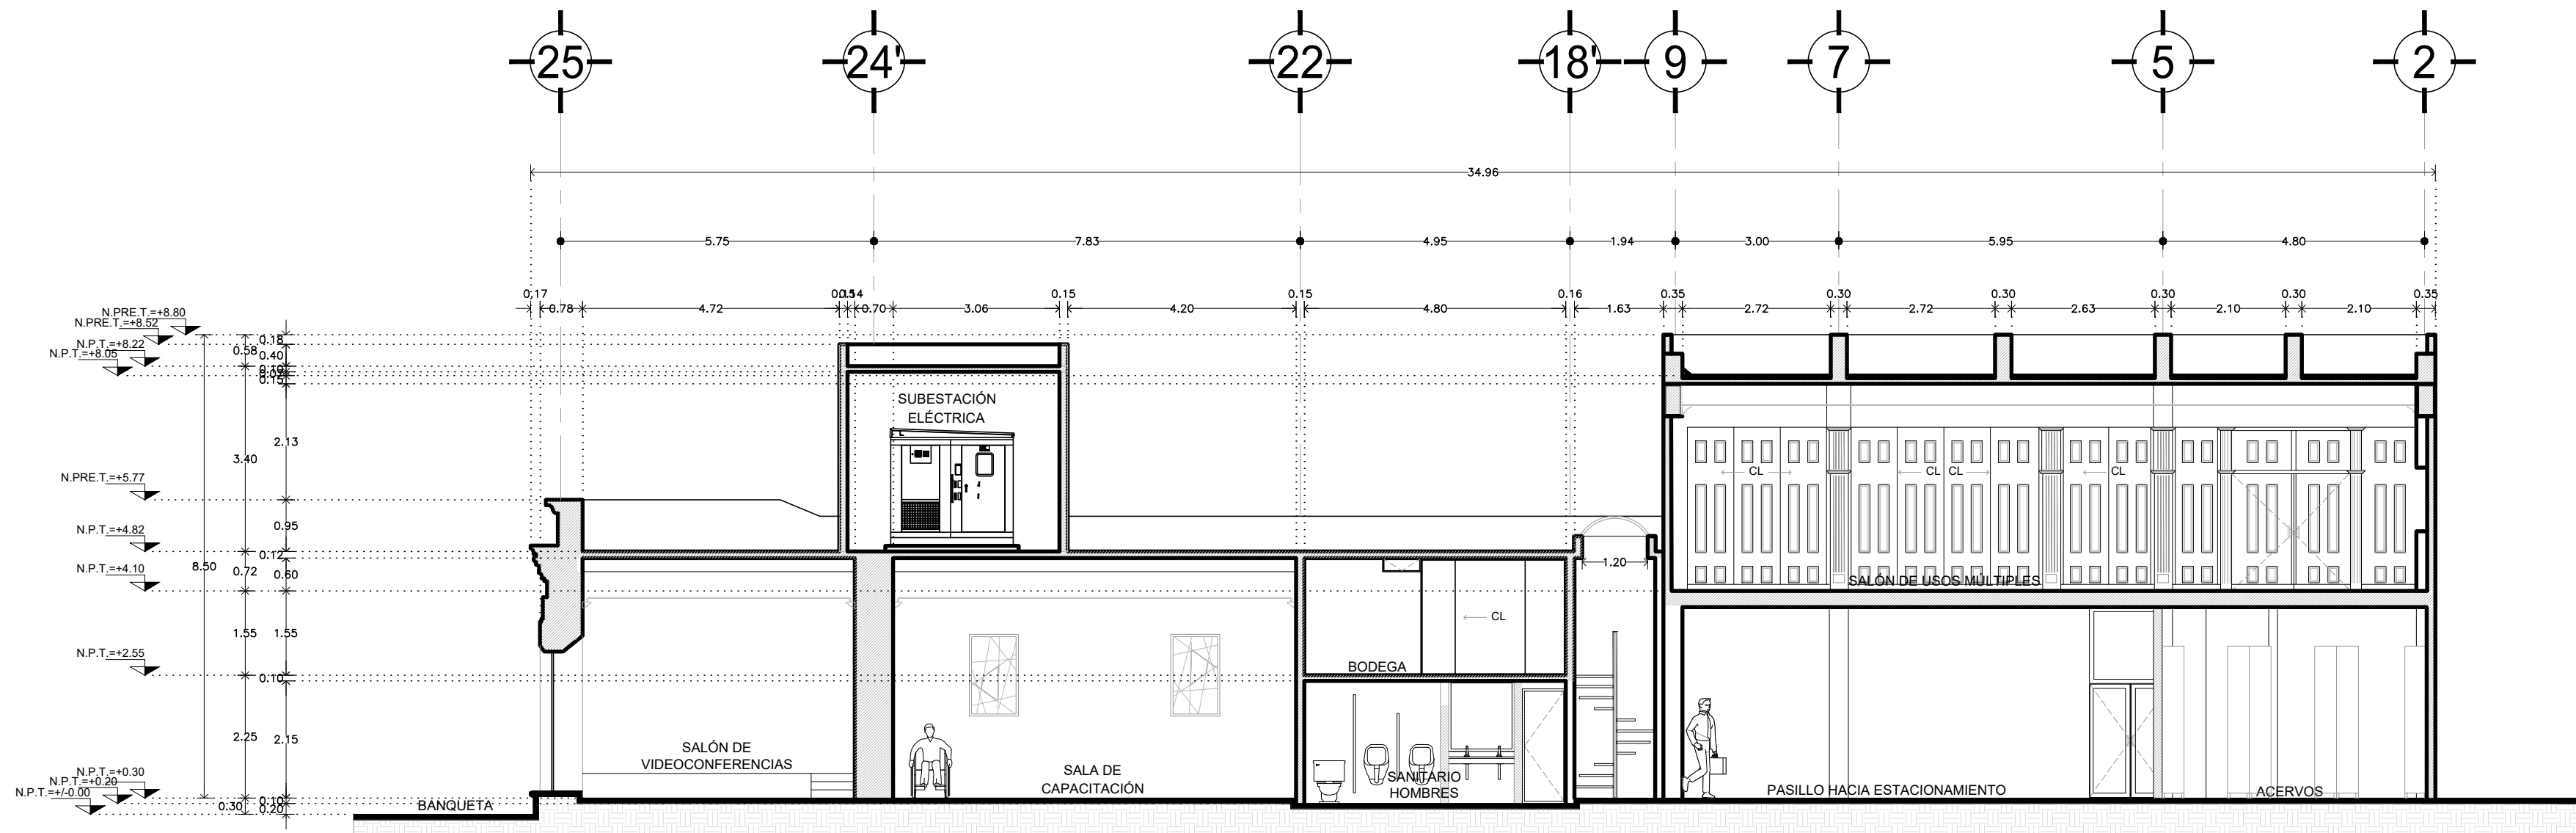 25 24' 22 18' 9 7 5 2
34.96
5.75 7.83 4.95 1.94 3.00 5.95 4.80
0.17 0.15 0.15 0.16 0.35 0.30 0.30 0.30 0.30 0.35
0.78 4.72 0.70 3.06 4.20 4.80 1.63 2.72 2.72 2.63 2.10 2.10
N.PRE.T.=+8.80
N.PRE.T.=+8.52
N.P.T.=+8.22
N.P.T.=+8.05
N.PRE.T.=+5.77
N.P.T.=+4.82
N.P.T.=+4.10
N.P.T.=+2.55
N.P.T.=+0.30
N.P.T.=+0.20
N.P.T.=+/-0.00
8.50
0.58
3.40
0.72
1.55
2.25
0.30
0.18
0.40
0.15
2.13
0.95
0.12
0.60
1.55
0.10
2.15
0.10
0.20
SUBESTACIÓN
ELÉCTRICA
CL CL CL CL
1.20
SALÓN DE USOS MÚLTIPLES
CL
BODEGA
SALÓN DE
VIDEOCONFERENCIAS
SALA DE
CAPACITACIÓN
SANITARIO
HOMBRES
PASILLO HACIA ESTACIONAMIENTO
ACERVOS
BANQUETA